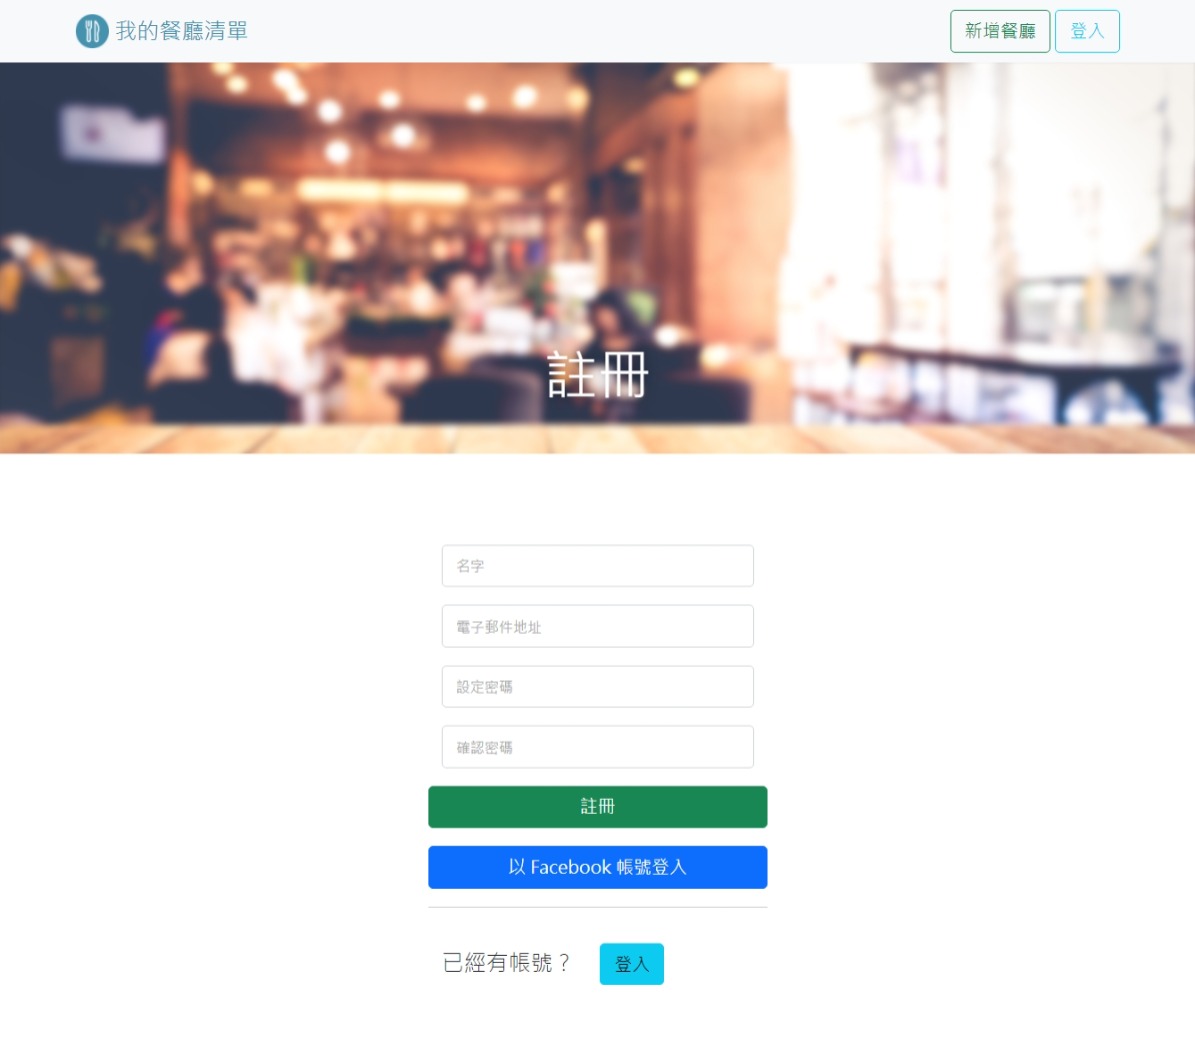 我的餐廳清單
新增餐廳 登入
註冊
名字
電子郵件地址
設定密碼
確認密碼
註冊
以 Facebook 帳號登入
已經有帳號？ 登入